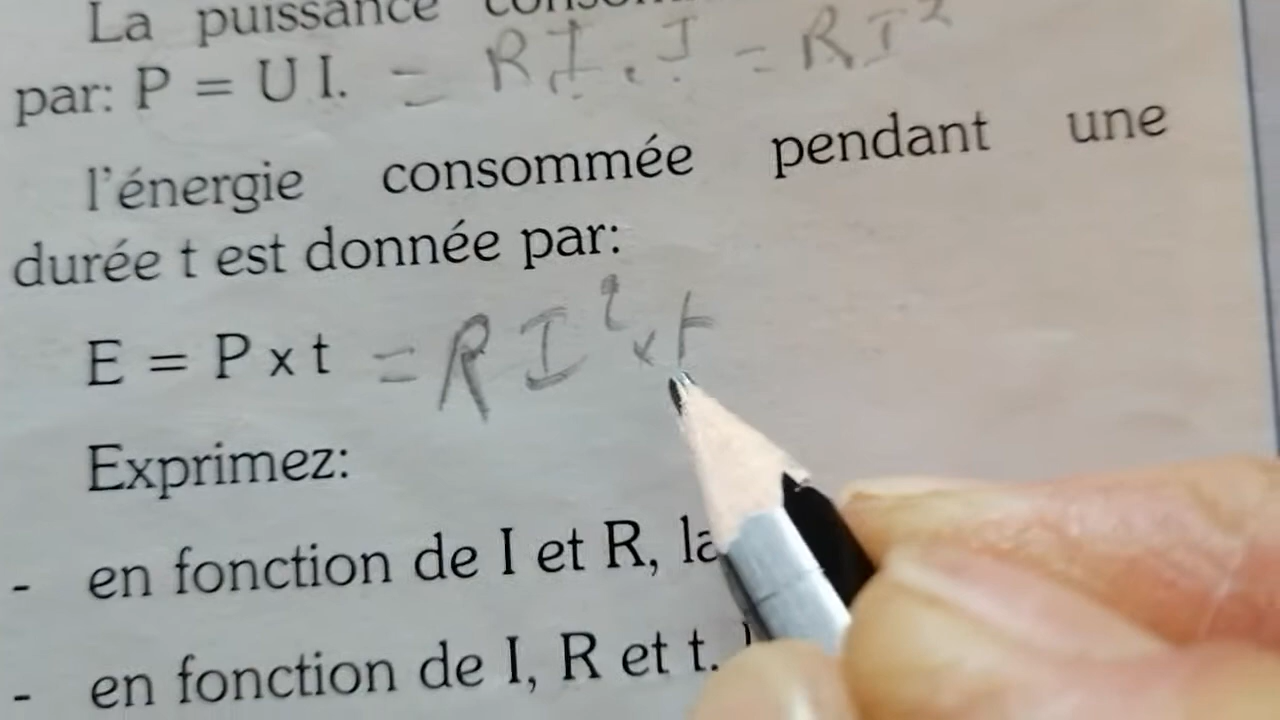 La puissance
par: P = U I. = R I . I = R I²
l'énergie consommée pendant une
durée t est donnée par:
E = P x t = R I² x t
Exprimez:
- en fonction de I et R, la
- en fonction de I, R et t.